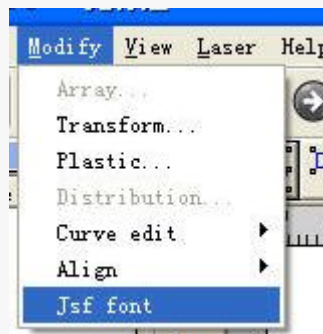 Modify View Laser Help
Array...
Transform...
Plastic...
Distribution...
Curve edit
Align
Jsf font